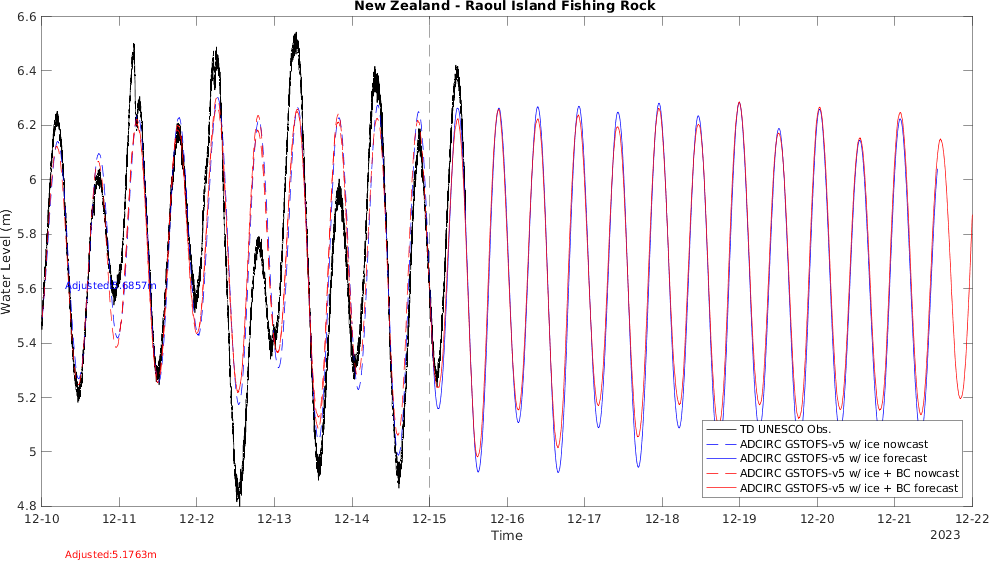 New Zealand - Raoul Island Fishing Rock
6.6
6.4
6.2
6
5.8
5.6
5.4
5.2
5
4.8
Water Level (m)
Adjusted:5.6857m
TD UNESCO Obs.
ADCIRC GSTOFS-v5 w/ ice nowcast
ADCIRC GSTOFS-v5 w/ ice forecast
ADCIRC GSTOFS-v5 w/ ice + BC nowcast
ADCIRC GSTOFS-v5 w/ ice + BC forecast
12-10 12-11 12-12 12-13 12-14 12-15 12-16 12-17 12-18 12-19 12-20 12-21 12-22
Time
2023
Adjusted:5.1763m